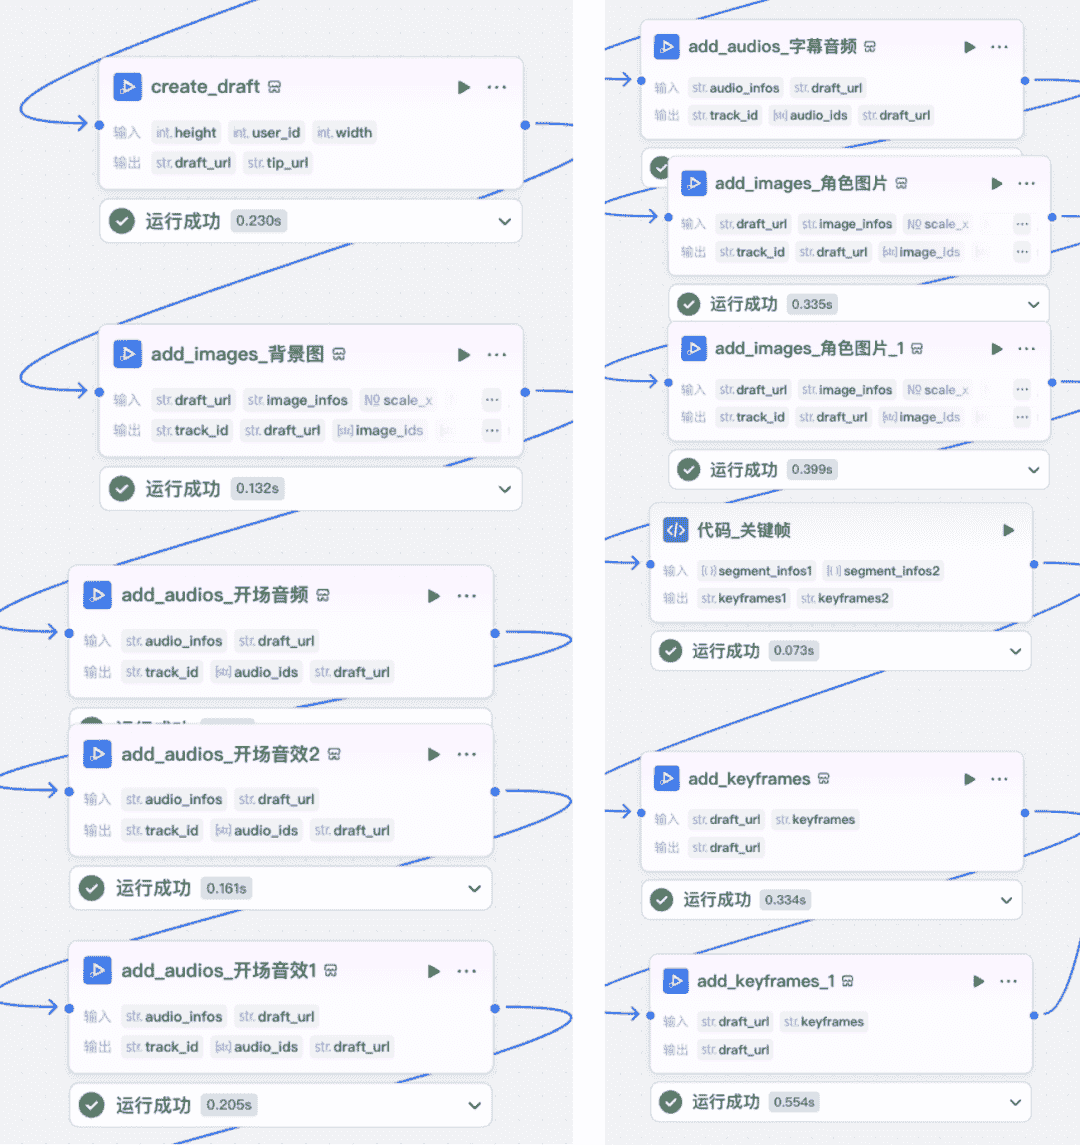 create_draft
输入 int. height int. user_id int. width
输出 str. draft_url str. tip_url
运行成功 0.230s
add_images_背景图
输入 str. draft_url str. image_infos № scale_x ...
输出 str. track_id str. draft_url [str] image_ids ...
运行成功 0.132s
add_audios_开场音频
输入 str. audio_infos str. draft_url
输出 str. track_id [str] audio_ids str. draft_url
运行成功
add_audios_开场音效2
输入 str. audio_infos str. draft_url
输出 str. track_id [str] audio_ids str. draft_url
运行成功 0.161s
add_audios_开场音效1
输入 str. audio_infos str. draft_url
输出 str. track_id [str] audio_ids str. draft_url
运行成功 0.205s
add_audios_字幕音频
输入 str. audio_infos str. draft_url
输出 str. track_id [str] audio_ids str. draft_url
add_images_角色图片
输入 str. draft_url str. image_infos № scale_x ...
输出 str. track_id str. draft_url [str] image_ids ...
运行成功 0.335s
add_images_角色图片_1
输入 str. draft_url str. image_infos № scale_x ...
输出 str. track_id str. draft_url [str] image_ids ...
运行成功 0.399s
代码_关键帧
输入 [()] segment_infos1 [()] segment_infos2
输出 str. keyframes1 str. keyframes2
运行成功 0.073s
add_keyframes
输入 str. draft_url str. keyframes
输出 str. draft_url
运行成功 0.334s
add_keyframes_1
输入 str. draft_url str. keyframes
输出 str. draft_url
运行成功 0.554s